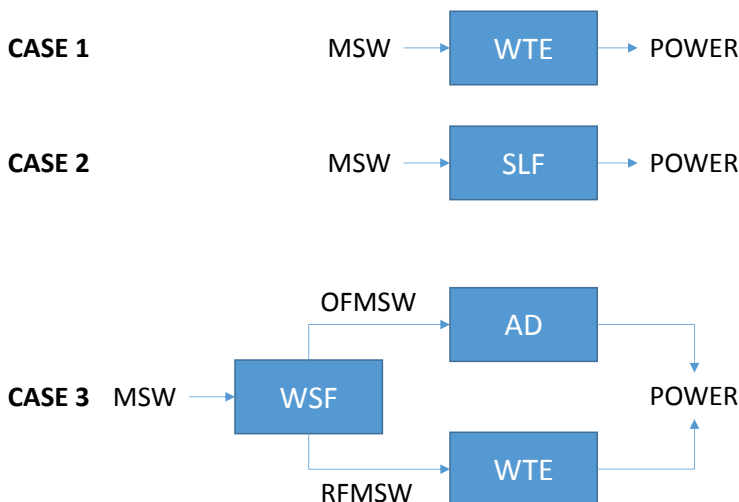 CASE 1 MSW WTE POWER
CASE 2 MSW SLF POWER
OFMSW AD
CASE 3 MSW WSF POWER
RFMSW WTE